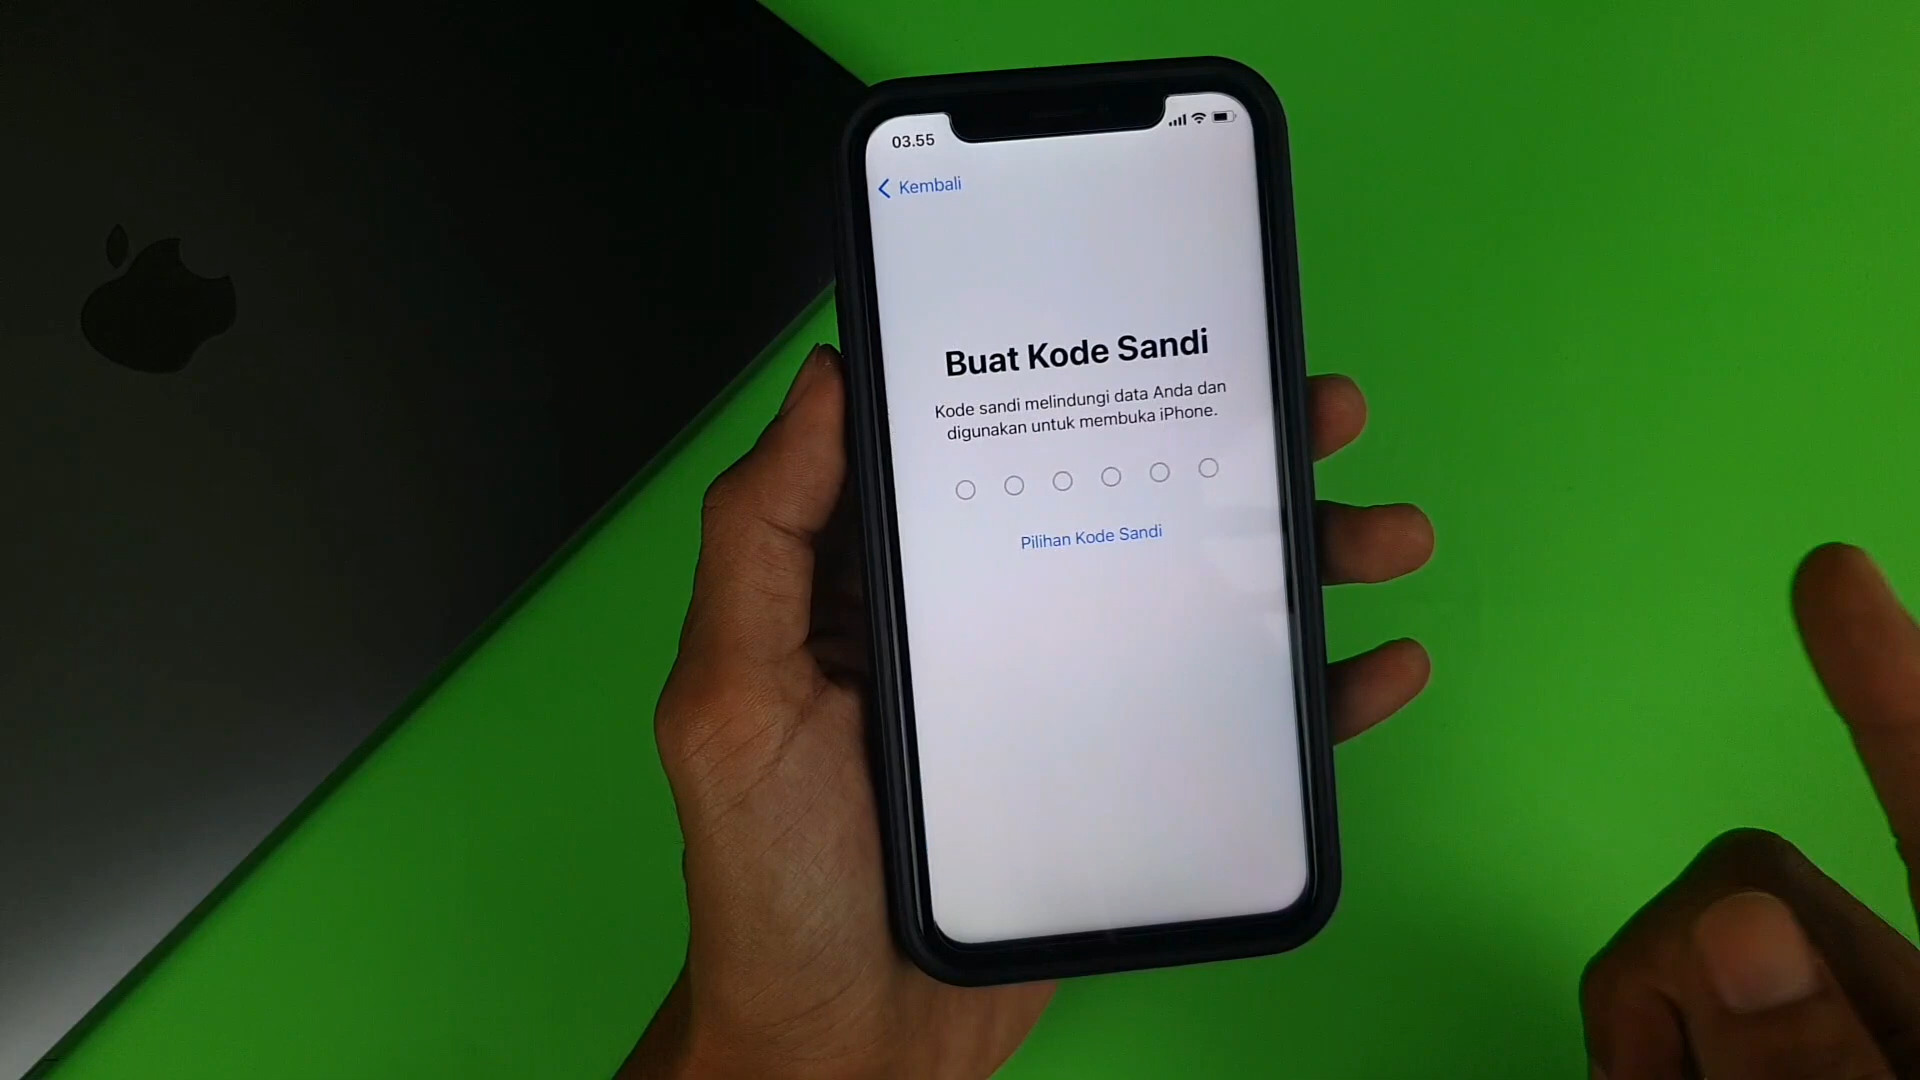 03.55
Kembali
Buat Kode Sandi
Kode sandi melindungi data Anda dan
digunakan untuk membuka iPhone.
Pilihan Kode Sandi